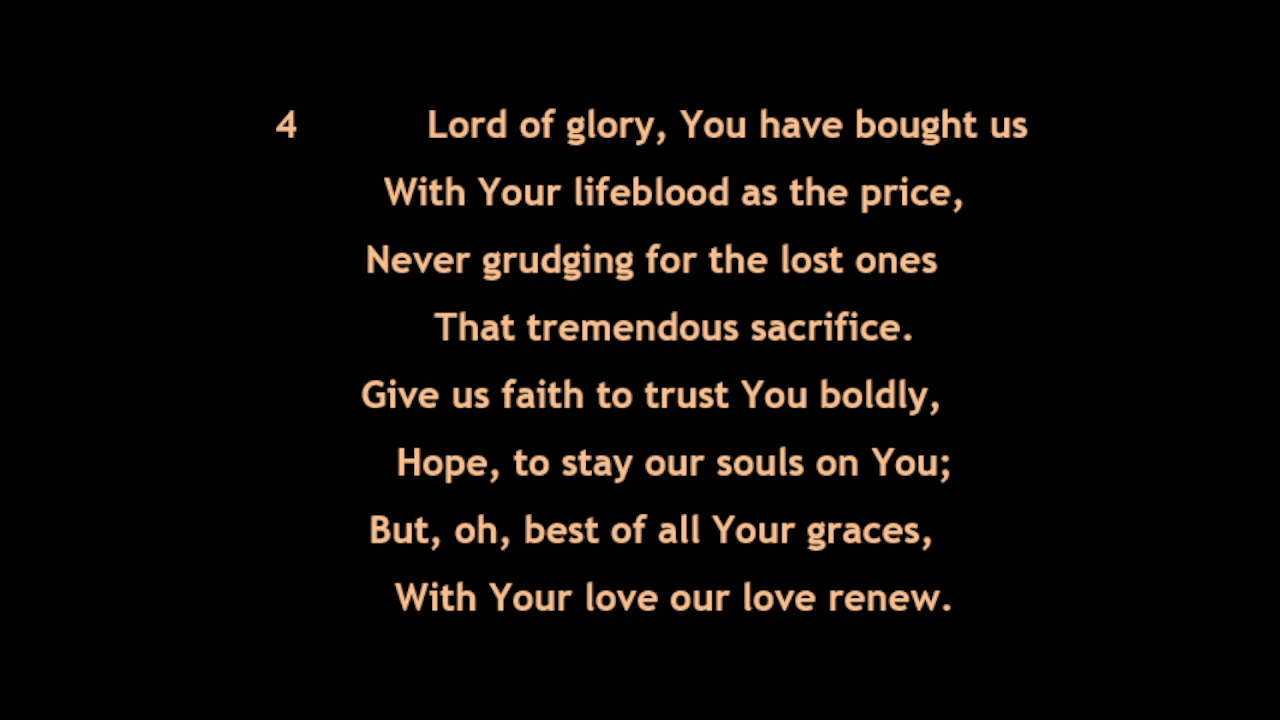 4 Lord of glory, You have bought us
With Your lifeblood as the price,
Never grudging for the lost ones
That tremendous sacrifice.
Give us faith to trust You boldly,
Hope, to stay our souls on You;
But, oh, best of all Your graces,
With Your love our love renew.